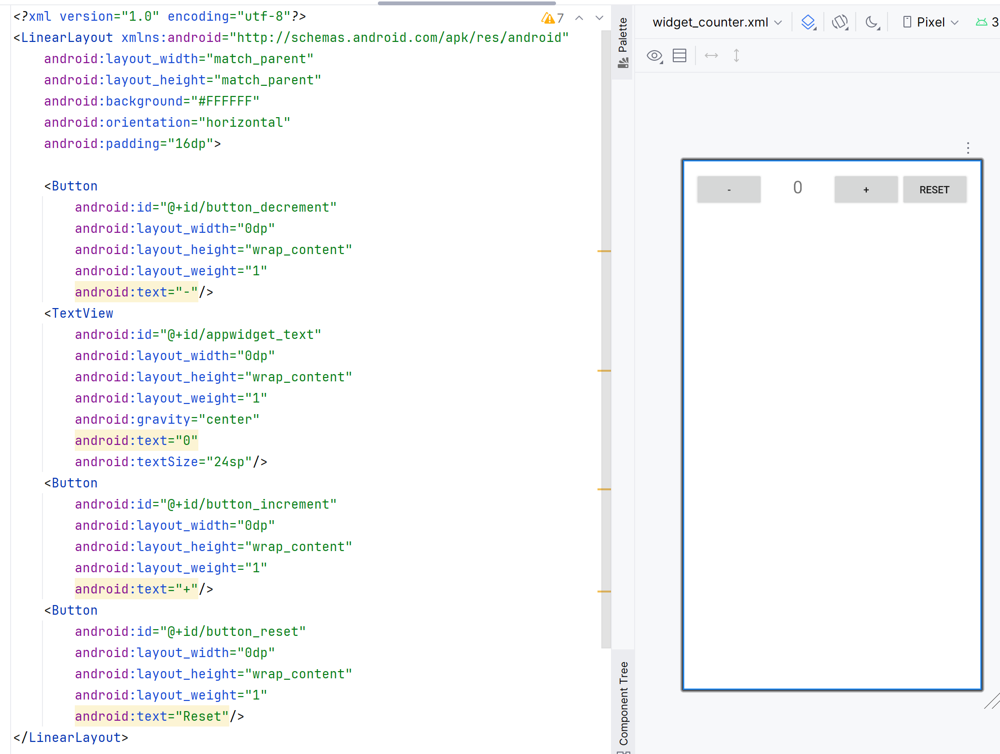 <?xml version="1.0" encoding="utf-8"?>
<LinearLayout xmlns:android="http://schemas.android.com/apk/res/android"
    android:layout_width="match_parent"
    android:layout_height="match_parent"
    android:background="#FFFFFF"
    android:orientation="horizontal"
    android:padding="16dp">

    <Button
        android:id="@+id/button_decrement"
        android:layout_width="0dp"
        android:layout_height="wrap_content"
        android:layout_weight="1"
        android:text="-"/>
    <TextView
        android:id="@+id/appwidget_text"
        android:layout_width="0dp"
        android:layout_height="wrap_content"
        android:layout_weight="1"
        android:gravity="center"
        android:text="0"
        android:textSize="24sp"/>
    <Button
        android:id="@+id/button_increment"
        android:layout_width="0dp"
        android:layout_height="wrap_content"
        android:layout_weight="1"
        android:text="+"/>
    <Button
        android:id="@+id/button_reset"
        android:layout_width="0dp"
        android:layout_height="wrap_content"
        android:layout_weight="1"
        android:text="Reset"/>
</LinearLayout>
7
Palette
Component Tree
widget_counter.xml
Pixel
3
-
0
+
RESET